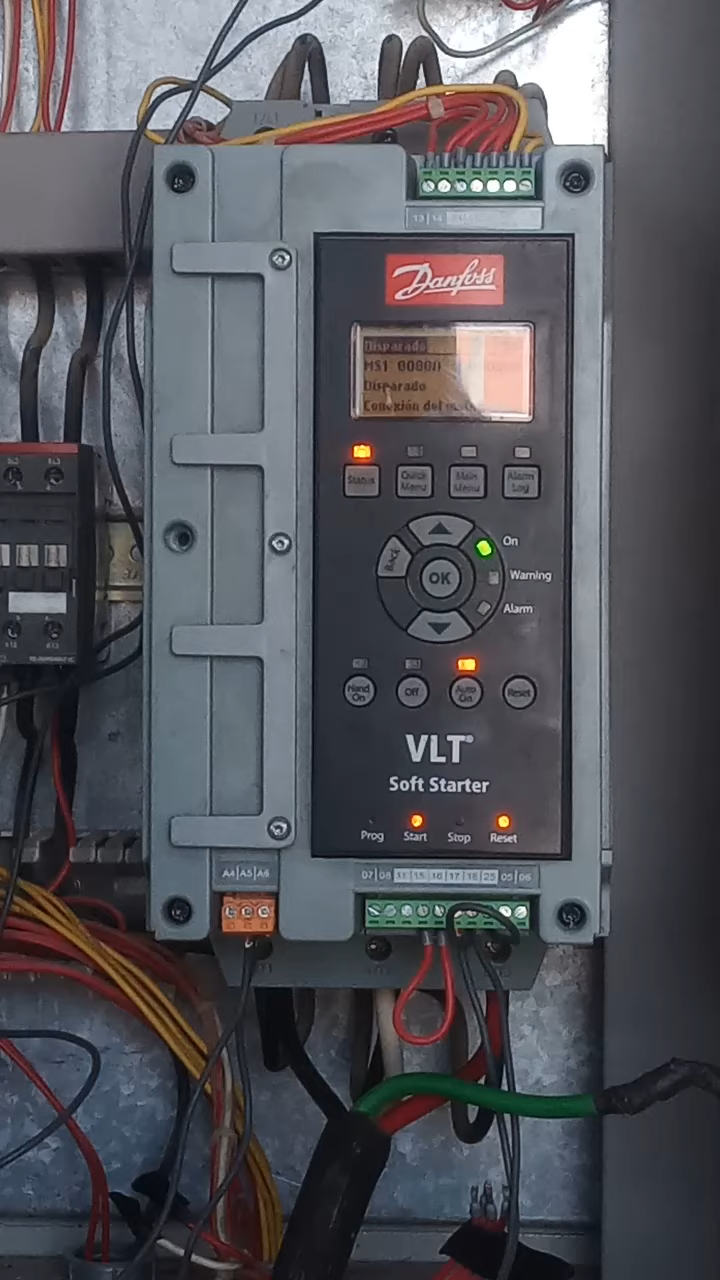 13 14
Danfoss
Disparado
MS1 0000A
Disparado
Conexión del
Status
Quick Menu
Main Menu
Alarm Log
On
BACK
OK
Warning
Alarm
Hand On
Off
Auto On
Reset
VLT®
Soft Starter
Prog
Start
Stop
Reset
A4 A5 A6
07 08 11 15 16 17 18 25 05 06